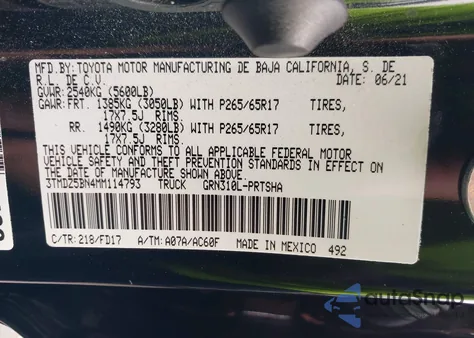 MFD.BY: TOYOTA MOTOR MANUFACTURING DE BAJA CALIFORNIA, S. DE
R.L. DE C.V. DATE: 06/21
GVWR: 2540KG (5600LB)
GAWR: FRT. 1385KG (3050LB) WITH P265/65R17 TIRES,
17X7.5J RIMS.
RR. 1490KG (3280LB) WITH P265/65R17 TIRES,
17X7.5J RIMS.
THIS VEHICLE CONFORMS TO ALL APPLICABLE FEDERAL MOTOR
VEHICLE SAFETY AND THEFT PREVENTION STANDARDS IN EFFECT ON
THE DATE OF MANUFACTURE SHOWN ABOVE.
3TMDZ5BN4MM114793 TRUCK GRN310L-PRTSHA
C/TR: 218/FD17 A/TM: A07A/AC60F MADE IN MEXICO 492
autoSnap